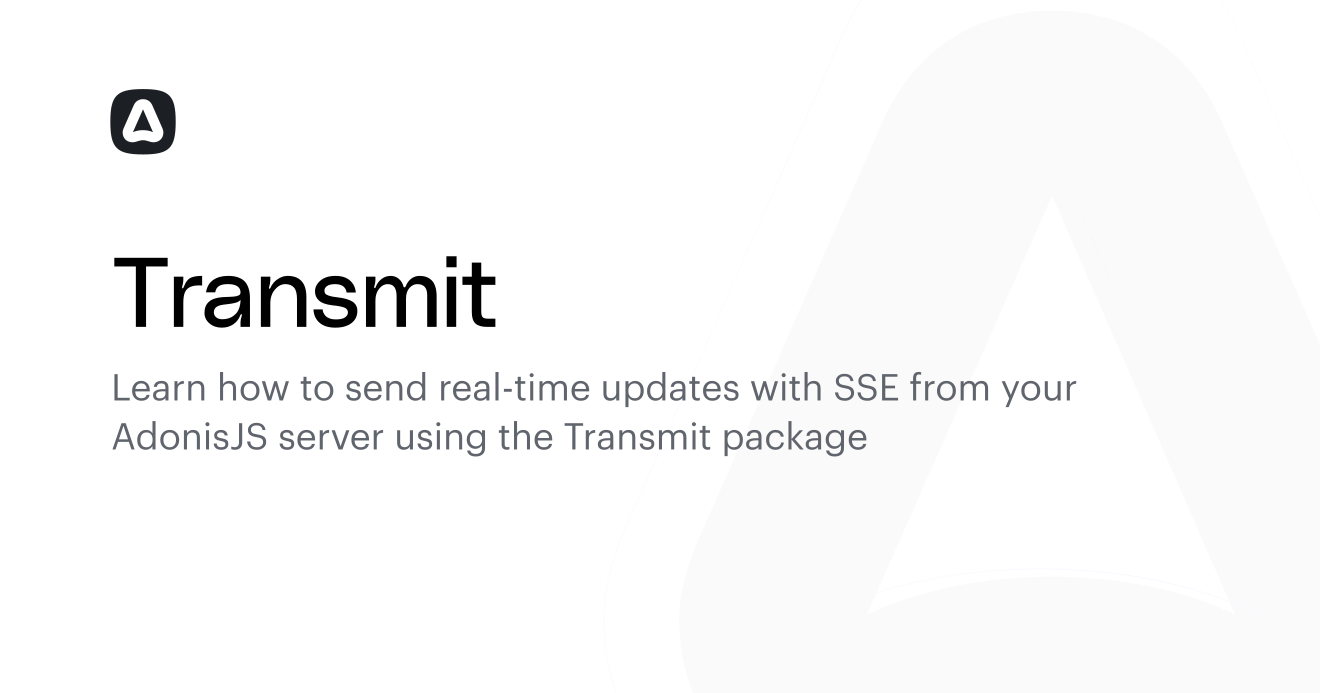 Transmit
Learn how to send real-time updates with SSE from your
AdonisJS server using the Transmit package